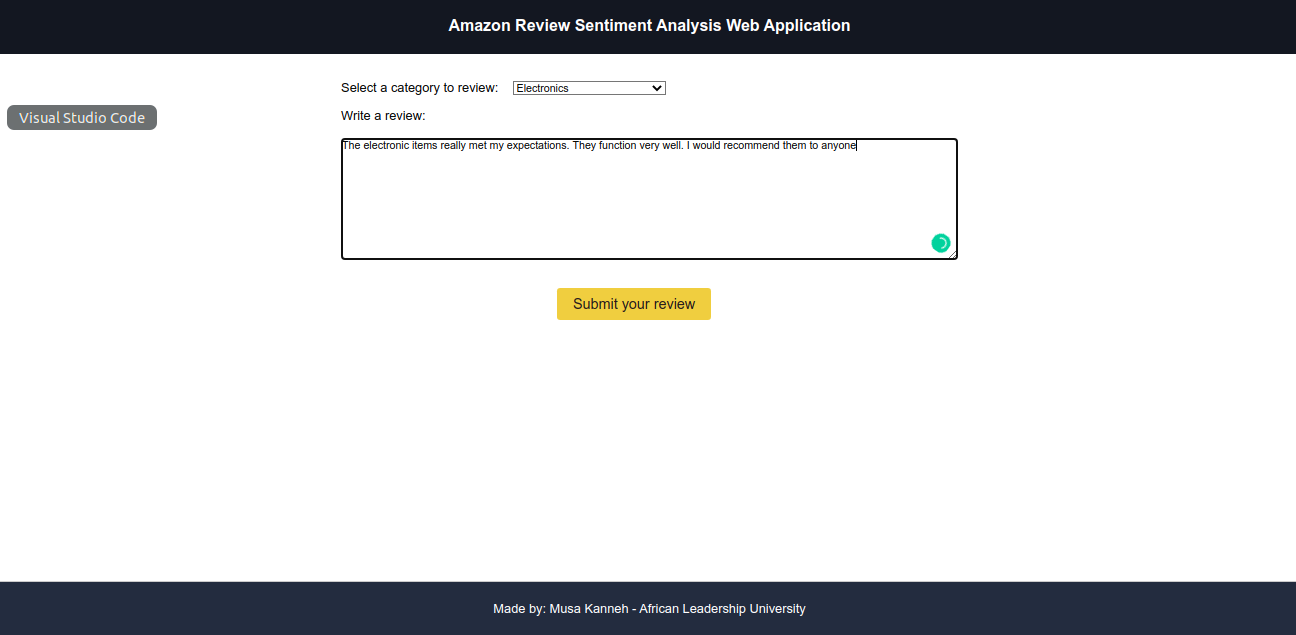 Amazon Review Sentiment Analysis Web Application
Select a category to review: Electronics
Visual Studio Code
Write a review:
The electronic items really met my expectations. They function very well. I would recommend them to anyone
Submit your review
Made by: Musa Kanneh - African Leadership University